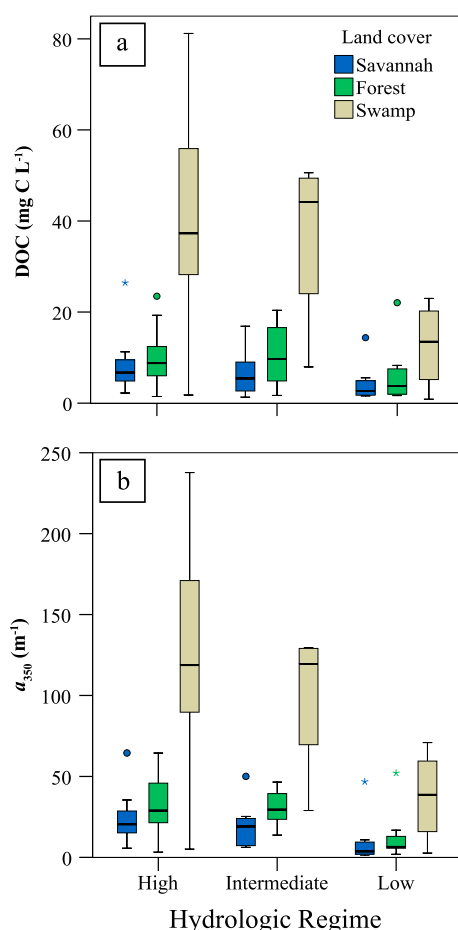 a
Land cover
Savannah
Forest
Swamp
80
60
40
20
0
DOC (mg C L⁻¹)
b
250
200
150
100
50
0
a₃₅₀ (m⁻¹)
High Intermediate Low
Hydrologic Regime